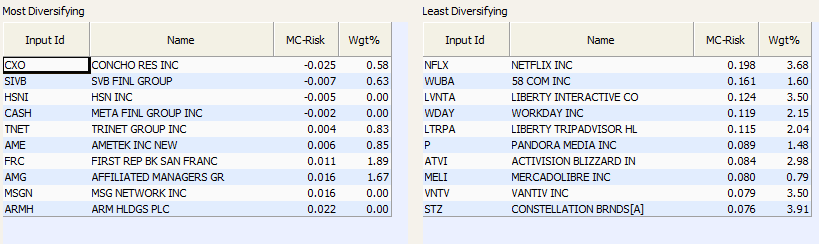 Most Diversifying
Input Id Name MC-Risk Wgt%
CXO CONCHO RES INC -0.025 0.58
SIVB SVB FINL GROUP -0.007 0.63
HSNI HSN INC -0.005 0.00
CASH META FINL GROUP INC -0.002 0.00
TNET TRINET GROUP INC 0.004 0.83
AME AMETEK INC NEW 0.006 0.85
FRC FIRST REP BK SAN FRANC 0.011 1.89
AMG AFFILIATED MANAGERS GR 0.016 1.67
MSGN MSG NETWORK INC 0.016 0.00
ARMH ARM HLDGS PLC 0.022 0.00
Least Diversifying
Input Id Name MC-Risk Wgt%
NFLX NETFLIX INC 0.198 3.68
WUBA 58 COM INC 0.161 1.60
LVNTA LIBERTY INTERACTIVE CO 0.124 3.50
WDAY WORKDAY INC 0.119 2.15
LTRPA LIBERTY TRIPADVISOR HL 0.115 2.04
P PANDORA MEDIA INC 0.089 1.48
ATVI ACTIVISION BLIZZARD IN 0.084 2.98
MELI MERCADOLIBRE INC 0.080 0.79
VNTV VANTIV INC 0.079 3.50
STZ CONSTELLATION BRNDS[A] 0.076 3.91